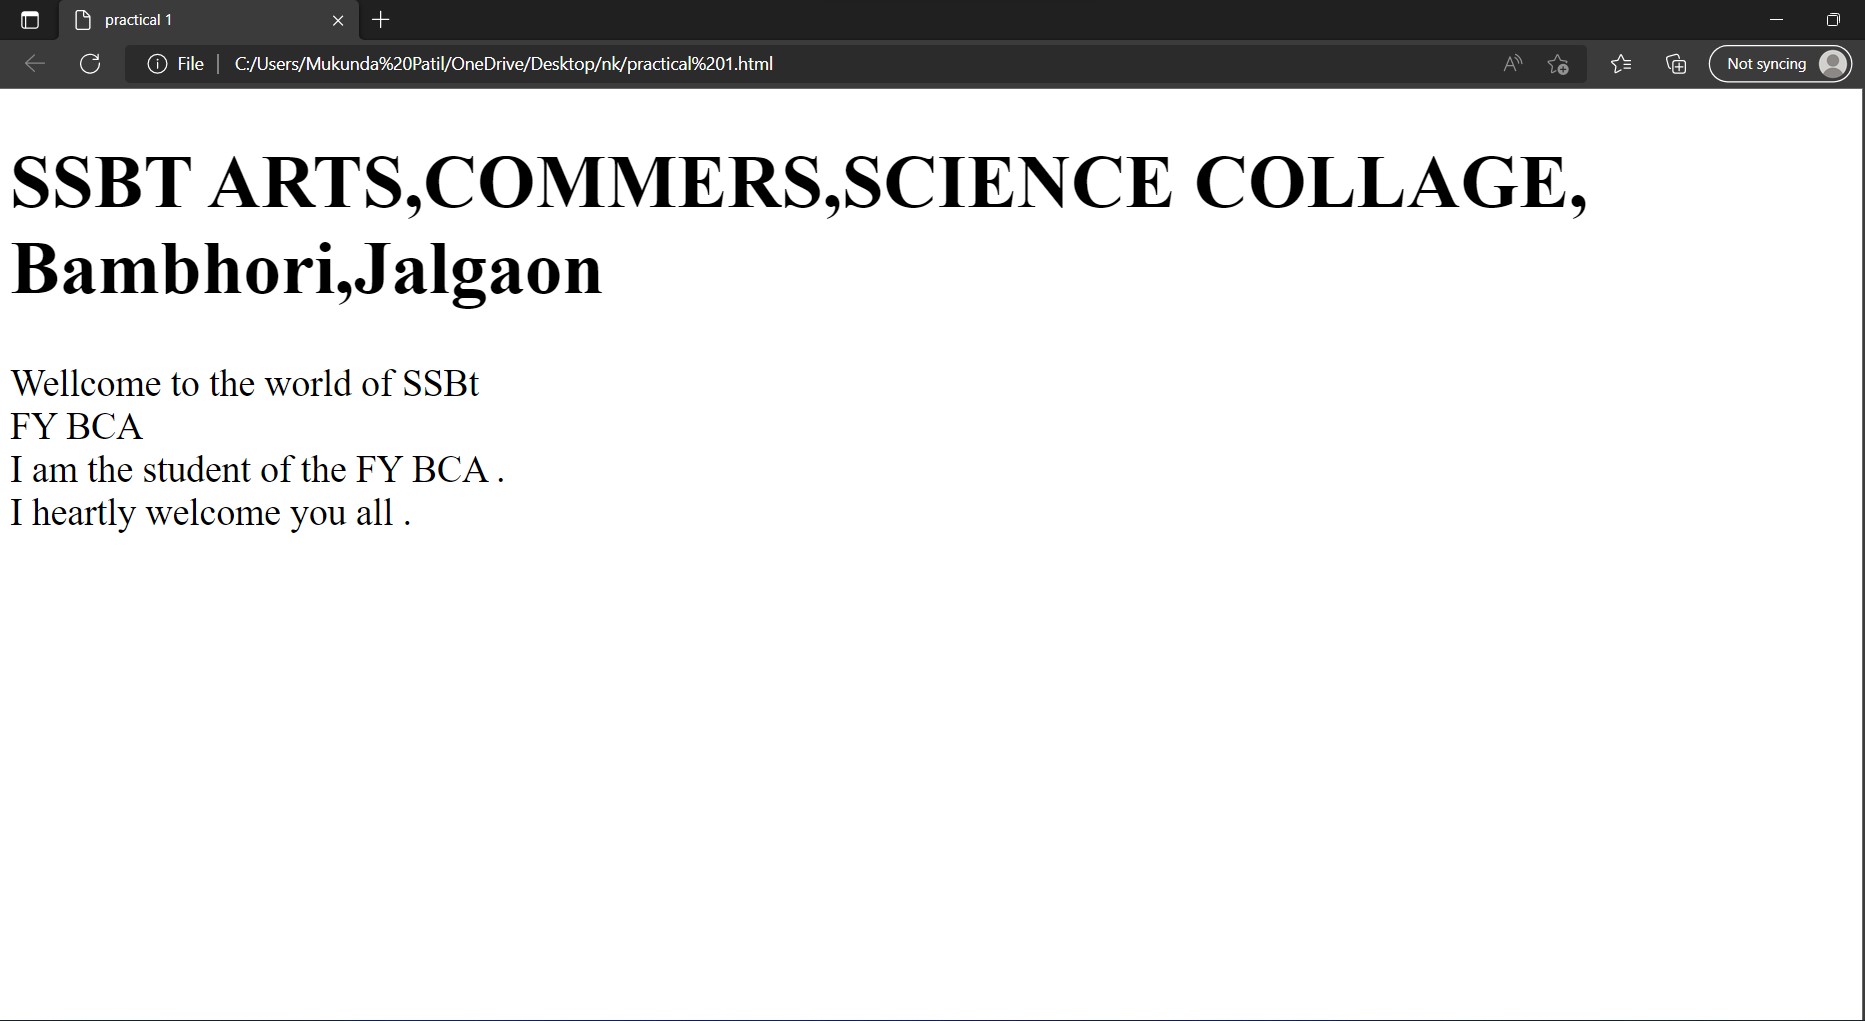 practical 1
File
C:/Users/Mukunda%20Patil/OneDrive/Desktop/nk/practical%201.html
Not syncing
SSBT ARTS,COMMERS,SCIENCE COLLAGE,
Bambhori,Jalgaon
Wellcome to the world of SSBt
FY BCA
I am the student of the FY BCA .
I heartly welcome you all .